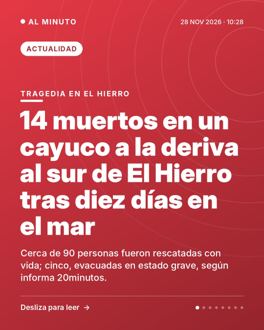 AL MINUTO
28 NOV 2026 · 10:28
ACTUALIDAD
TRAGEDIA EN EL HIERRO
14 muertos en un
cayuco a la deriva
al sur de El Hierro
tras diez días en
el mar
Cerca de 90 personas fueron rescatadas con
vida; cinco, evacuadas en estado grave, según
informa 20minutos.
Desliza para leer →